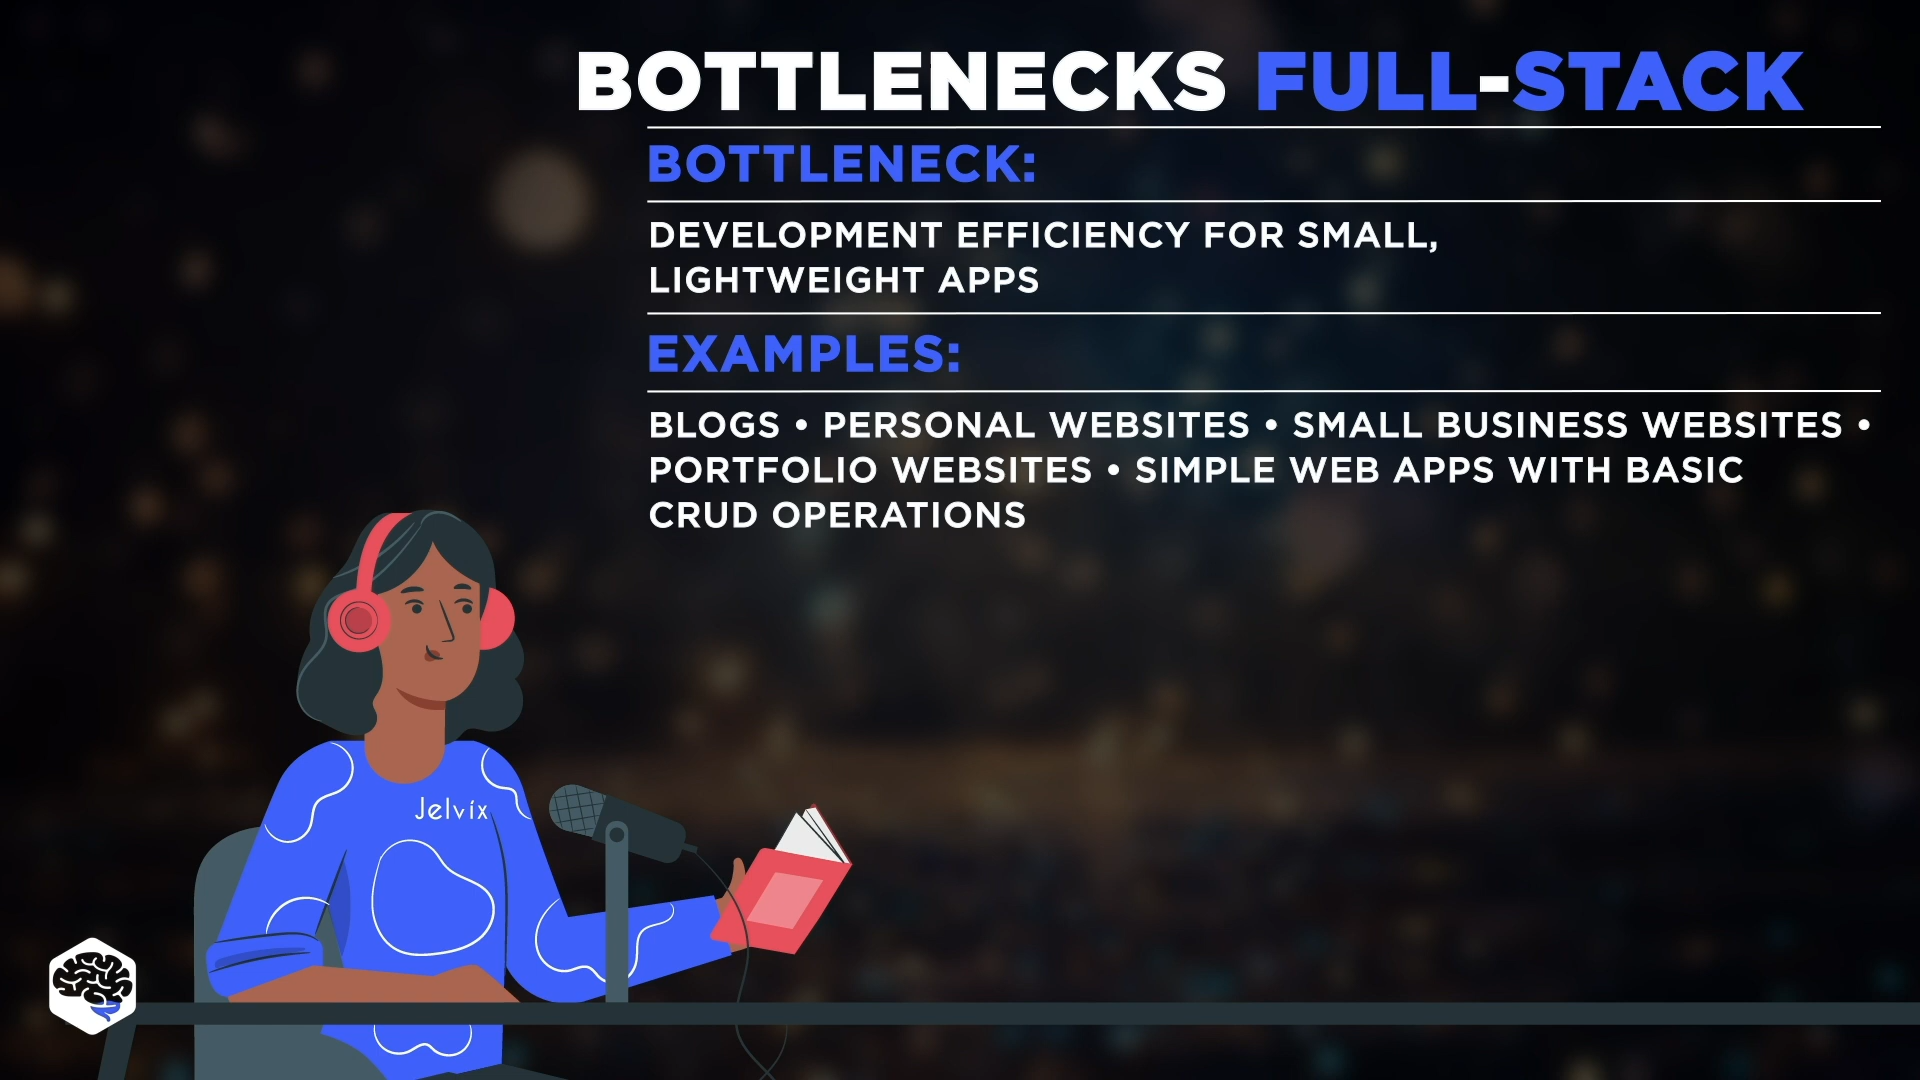 BOTTLENECKS FULL-STACK
BOTTLENECK:
DEVELOPMENT EFFICIENCY FOR SMALL,
LIGHTWEIGHT APPS
EXAMPLES:
BLOGS • PERSONAL WEBSITES • SMALL BUSINESS WEBSITES •
PORTFOLIO WEBSITES • SIMPLE WEB APPS WITH BASIC
CRUD OPERATIONS
Jelvix